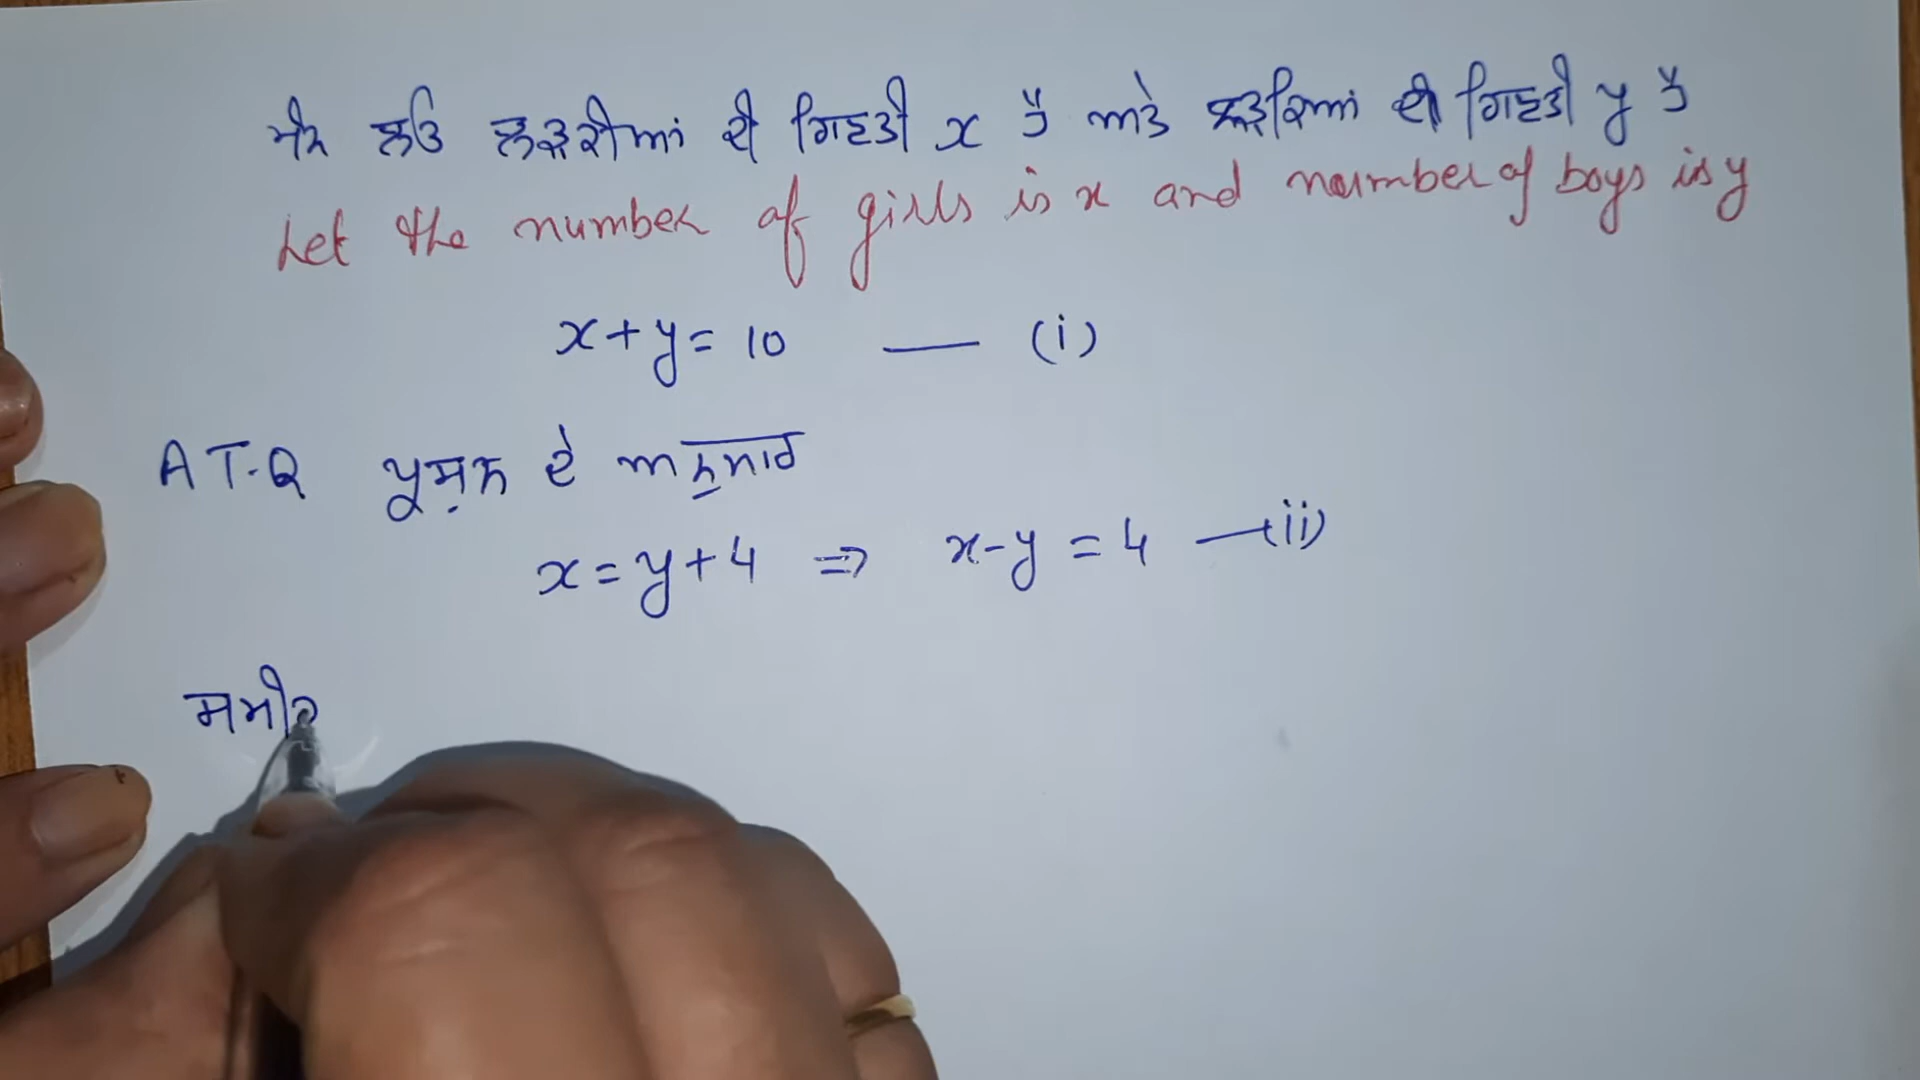 ਮੰਨ ਲਓ ਲੜਕੀਆਂ ਦੀ ਗਿਣਤੀ x ਹੈ ਅਤੇ ਲੜਕਿਆਂ ਦੀ ਗਿਣਤੀ y ਹੈ
Let the number of girls is x and number of boys is y
x + y = 10 — (i)
AT-Q ਪ੍ਰਸ਼ਨ ਦੇ ਅਨੁਸਾਰ
x = y + 4 ⇒ x - y = 4 — (ii)